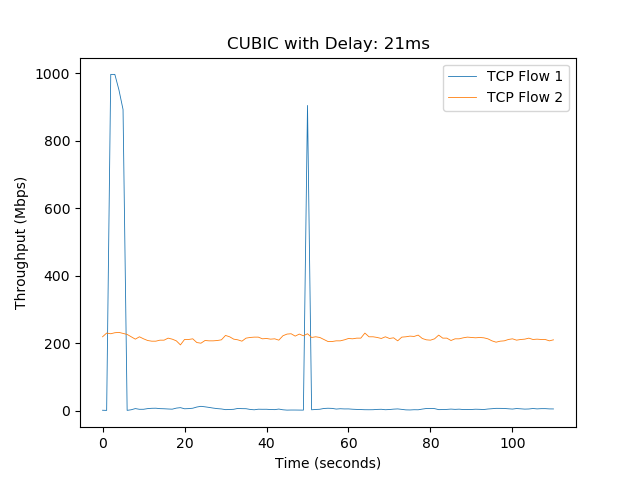 CUBIC with Delay: 21ms
TCP Flow 1
TCP Flow 2
1000
800
600
400
200
0
Throughput (Mbps)
0 20 40 60 80 100
Time (seconds)